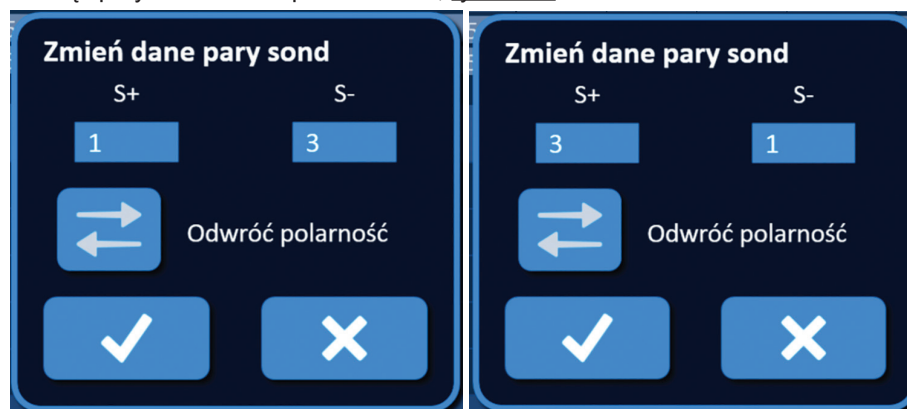 Zmień dane pary sond
S+ S-
1 3
Odwróć polarność
Zmień dane pary sond
S+ S-
3 1
Odwróć polarność